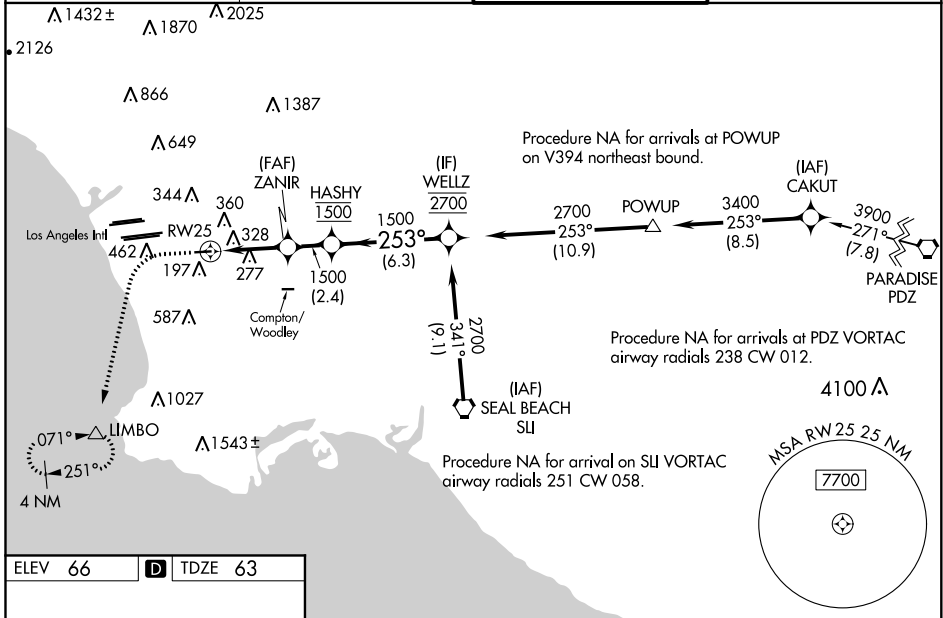 1432 ±
1870
2025
2126
866
1387
649
Procedure NA for arrivals at POWUP
on V394 northeast bound.
(FAF)
ZANIR
HASHY
1500
(IF)
WELLZ
2700
(IAF)
CAKUT
344
360
Los Angeles Intl
RW25
328
462
197
277
1500
253°
(6.3)
2700
253°
(10.9)
POWUP
3400
253°
(8.5)
3900
271°
(7.8)
PARADISE
PDZ
1500
(2.4)
Compton/
Woodley
587
2700
341°
(9.1)
Procedure NA for arrivals at PDZ VORTAC
airway radials 238 CW 012.
4100
1027
(IAF)
SEAL BEACH
SLI
071°
LIMBO
251°
4 NM
1543 ±
Procedure NA for arrival on SLI VORTAC
airway radials 251 CW 058.
MSA RW25 25 NM
7700
ELEV 66 D TDZE 63